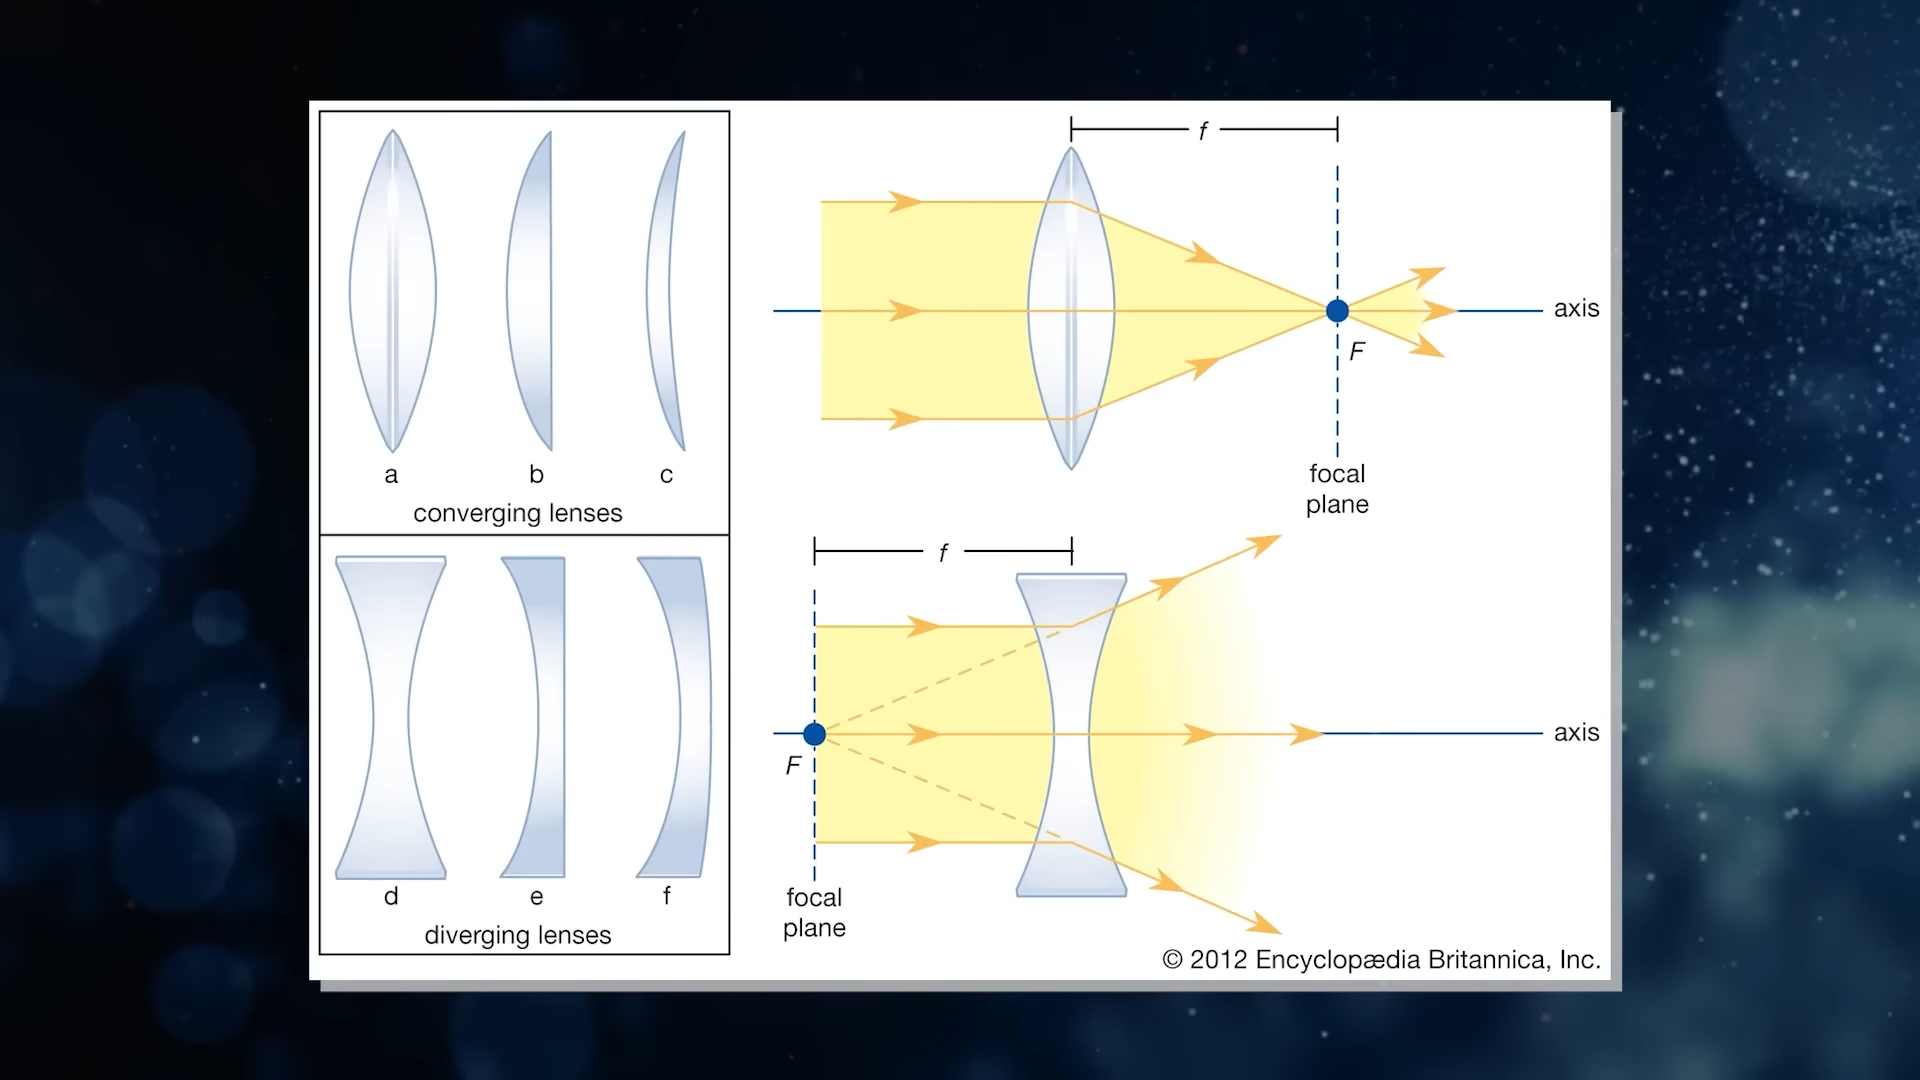 a
b
c
converging lenses
d
e
f
diverging lenses
f
axis
F
focal
plane
f
axis
F
focal
plane
© 2012 Encyclopædia Britannica, Inc.